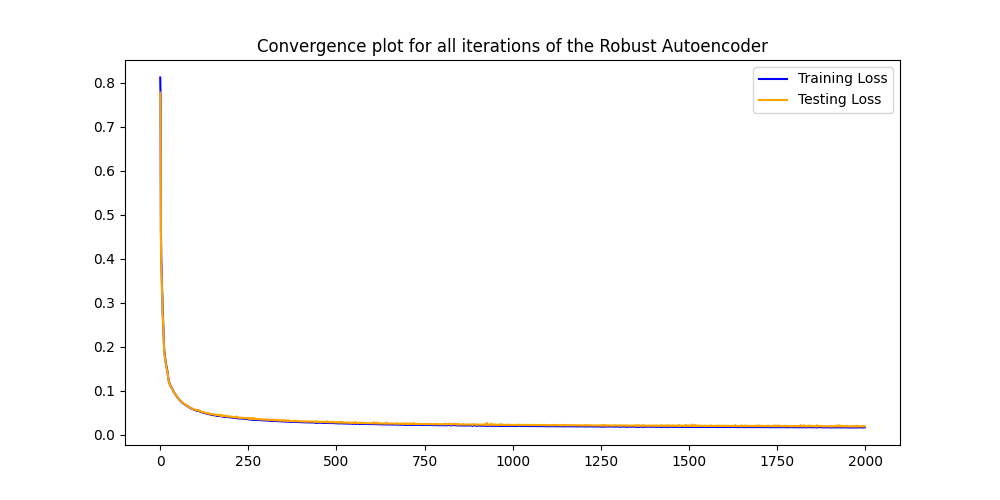 Convergence plot for all iterations of the Robust Autoencoder
Training Loss
Testing Loss
0.8
0.7
0.6
0.5
0.4
0.3
0.2
0.1
0.0
0 250 500 750 1000 1250 1500 1750 2000